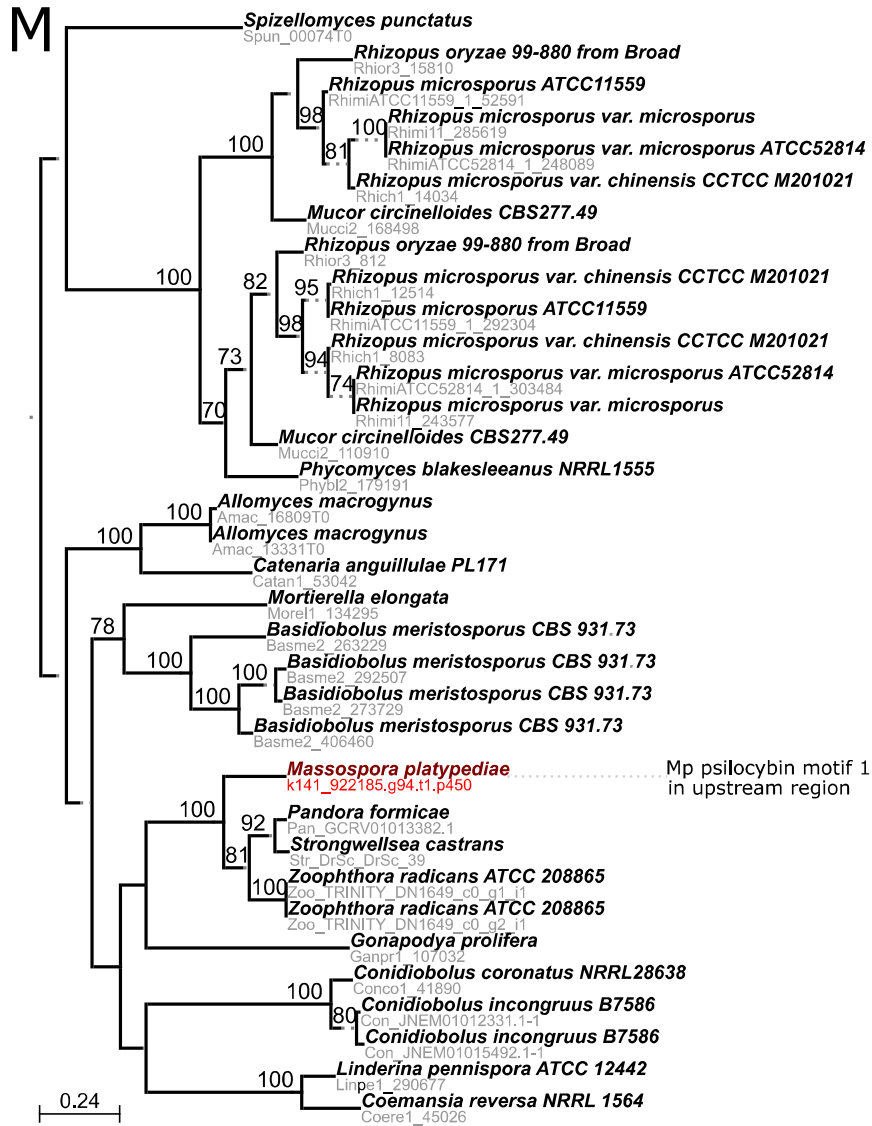 M
Spizellomyces punctatus
Spun_00074T0
Rhizopus oryzae 99-880 from Broad
Rhior3_15810
Rhizopus microsporus ATCC11559
RhimiATCC11559_1_52591
98
Rhizopus microsporus var. microsporus
100
Rhimi11_285619
Rhizopus microsporus var. microsporus ATCC52814
100
81
RhimiATCC52814_1_248089
Rhizopus microsporus var. chinensis CCTCC M201021
Rhich1_14034
Mucor circinelloides CBS277.49
Mucci2_168498
Rhizopus oryzae 99-880 from Broad
Rhior3_812
100
82
Rhizopus microsporus var. chinensis CCTCC M201021
95
Rhich1_12514
Rhizopus microsporus ATCC11559
RhimiATCC11559_1_292304
98
Rhizopus microsporus var. chinensis CCTCC M201021
Rhich1_8083
73
94
Rhizopus microsporus var. microsporus ATCC52814
74
RhimiATCC52814_1_303484
Rhizopus microsporus var. microsporus
70
Rhimi11_243577
Mucor circinelloides CBS277.49
Mucci2_110910
Phycomyces blakesleeanus NRRL1555
Phybl2_179191
Allomyces macrogynus
100
Amac_16809T0
100
Allomyces macrogynus
Amac_13331T0
Catenaria anguillulae PL171
Catan1_53042
Mortierella elongata
Morel1_134295
78
Basidiobolus meristosporus CBS 931.73
Basme2_263229
100
Basidiobolus meristosporus CBS 931.73
100
Basme2_292507
100
Basidiobolus meristosporus CBS 931.73
Basme2_273729
Basidiobolus meristosporus CBS 931.73
Basme2_406460
Massospora platypediae
k141_922185.g94.t1.p450
Mp psilocybin motif 1
in upstream region
100
Pandora formicae
92
Pan_GCRV01013382.1
Strongwellsea castrans
81
Str_DrSc_DrSc_39
Zoophthora radicans ATCC 208865
100
Zoo_TRINITY_DN1649_c0_g1_i1
Zoophthora radicans ATCC 208865
Zoo_TRINITY_DN1649_c0_g2_i1
Gonapodya prolifera
Ganpr1_107032
Conidiobolus coronatus NRRL28638
100
Conco1_41890
Conidiobolus incongruus B7586
80
Con_JNEM01012331.1-1
Conidiobolus incongruus B7586
Con_JNEM01015492.1-1
Linderina pennispora ATCC 12442
100
Linpe1_290677
Coemansia reversa NRRL 1564
Coere1_45026
0.24